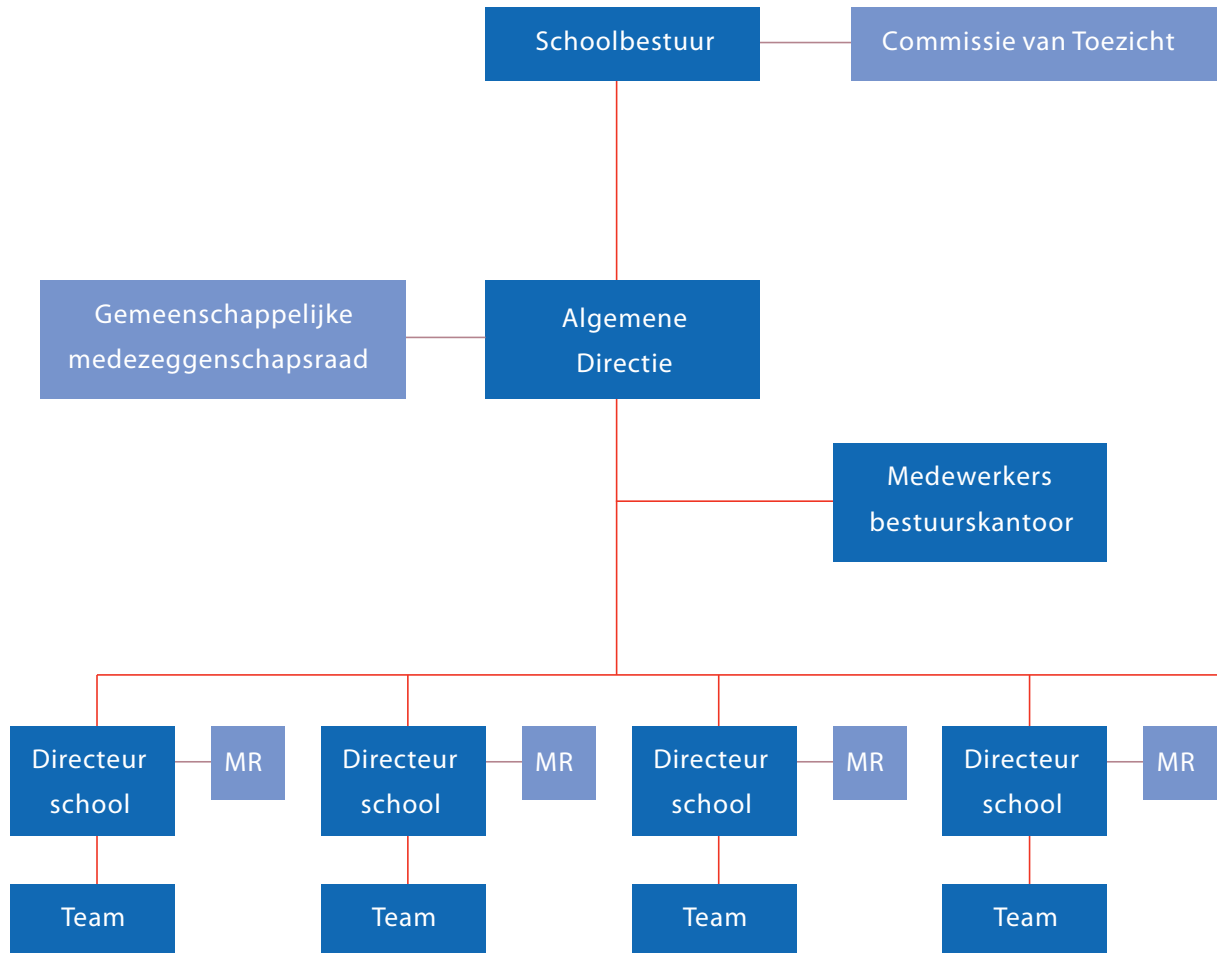 Schoolbestuur
Commissie van Toezicht
Gemeenschappelijke
medezeggenschapsraad
Algemene
Directie
Medewerkers
bestuurskantoor
Directeur
school
MR
Directeur
school
MR
Directeur
school
MR
Directeur
school
MR
Team
Team
Team
Team